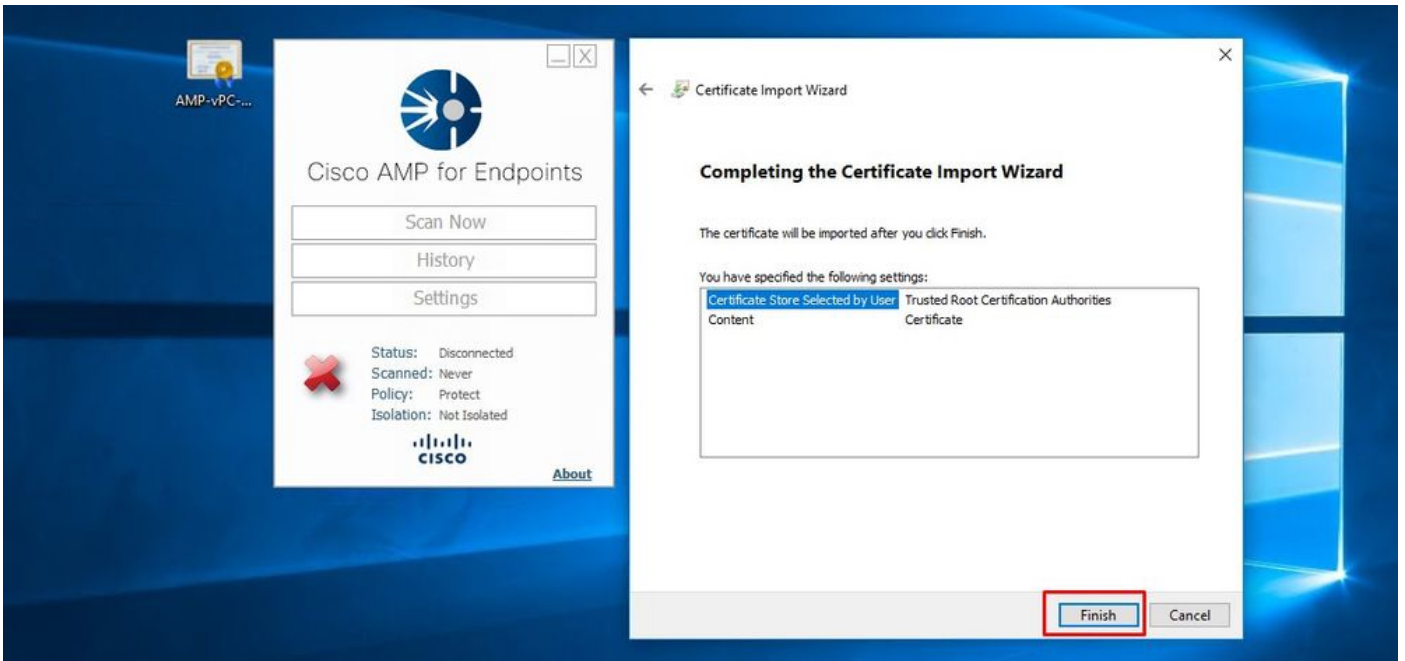 AMP-vPC-...
Cisco AMP for Endpoints
Scan Now
History
Settings
Status: Disconnected
Scanned: Never
Policy: Protect
Isolation: Not Isolated
CISCO
About
Certificate Import Wizard
Completing the Certificate Import Wizard
The certificate will be imported after you click Finish.
You have specified the following settings:
Certificate Store Selected by User Trusted Root Certification Authorities
Content Certificate
Finish Cancel